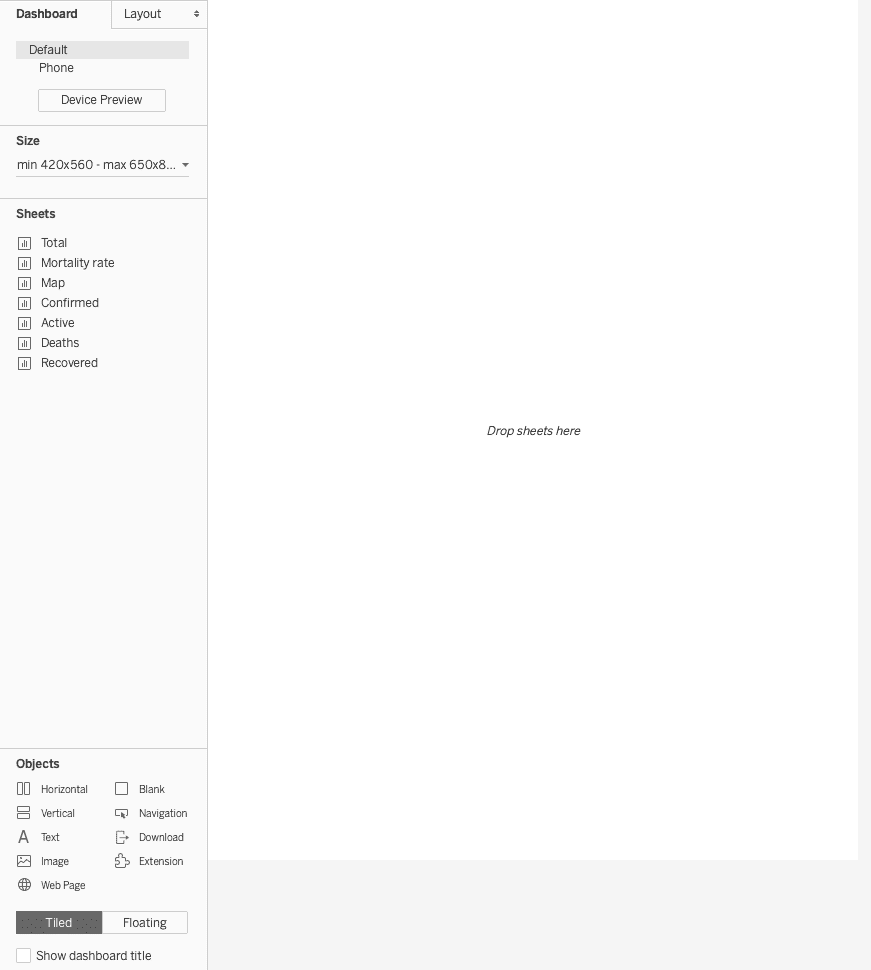 Dashboard Layout
Default
Phone
Device Preview
Size
min 420x560 - max 650x8...
Sheets
Total
Mortality rate
Map
Confirmed
Active
Deaths
Recovered
Drop sheets here
Objects
Horizontal Blank
Vertical Navigation
Text Download
Image Extension
Web Page
Tiled Floating
Show dashboard title